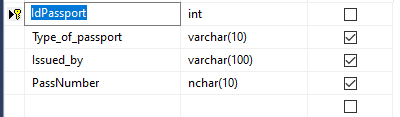 IdPassport int
Type_of_passport varchar(10)
Issued_by varchar(100)
PassNumber nchar(10)